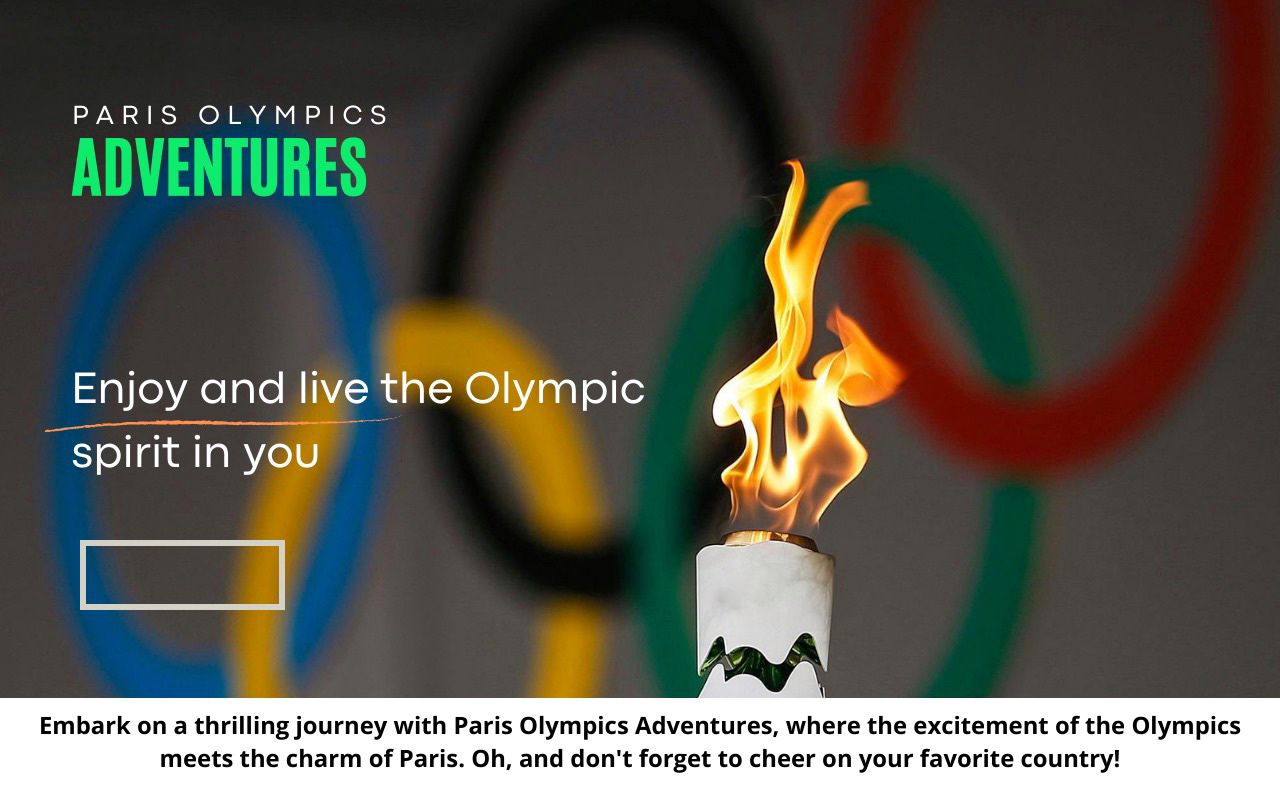 PARIS OLYMPICS
ADVENTURES
Enjoy and live the Olympic
spirit in you
Embark on a thrilling journey with Paris Olympics Adventures, where the excitement of the Olympics
meets the charm of Paris. Oh, and don't forget to cheer on your favorite country!